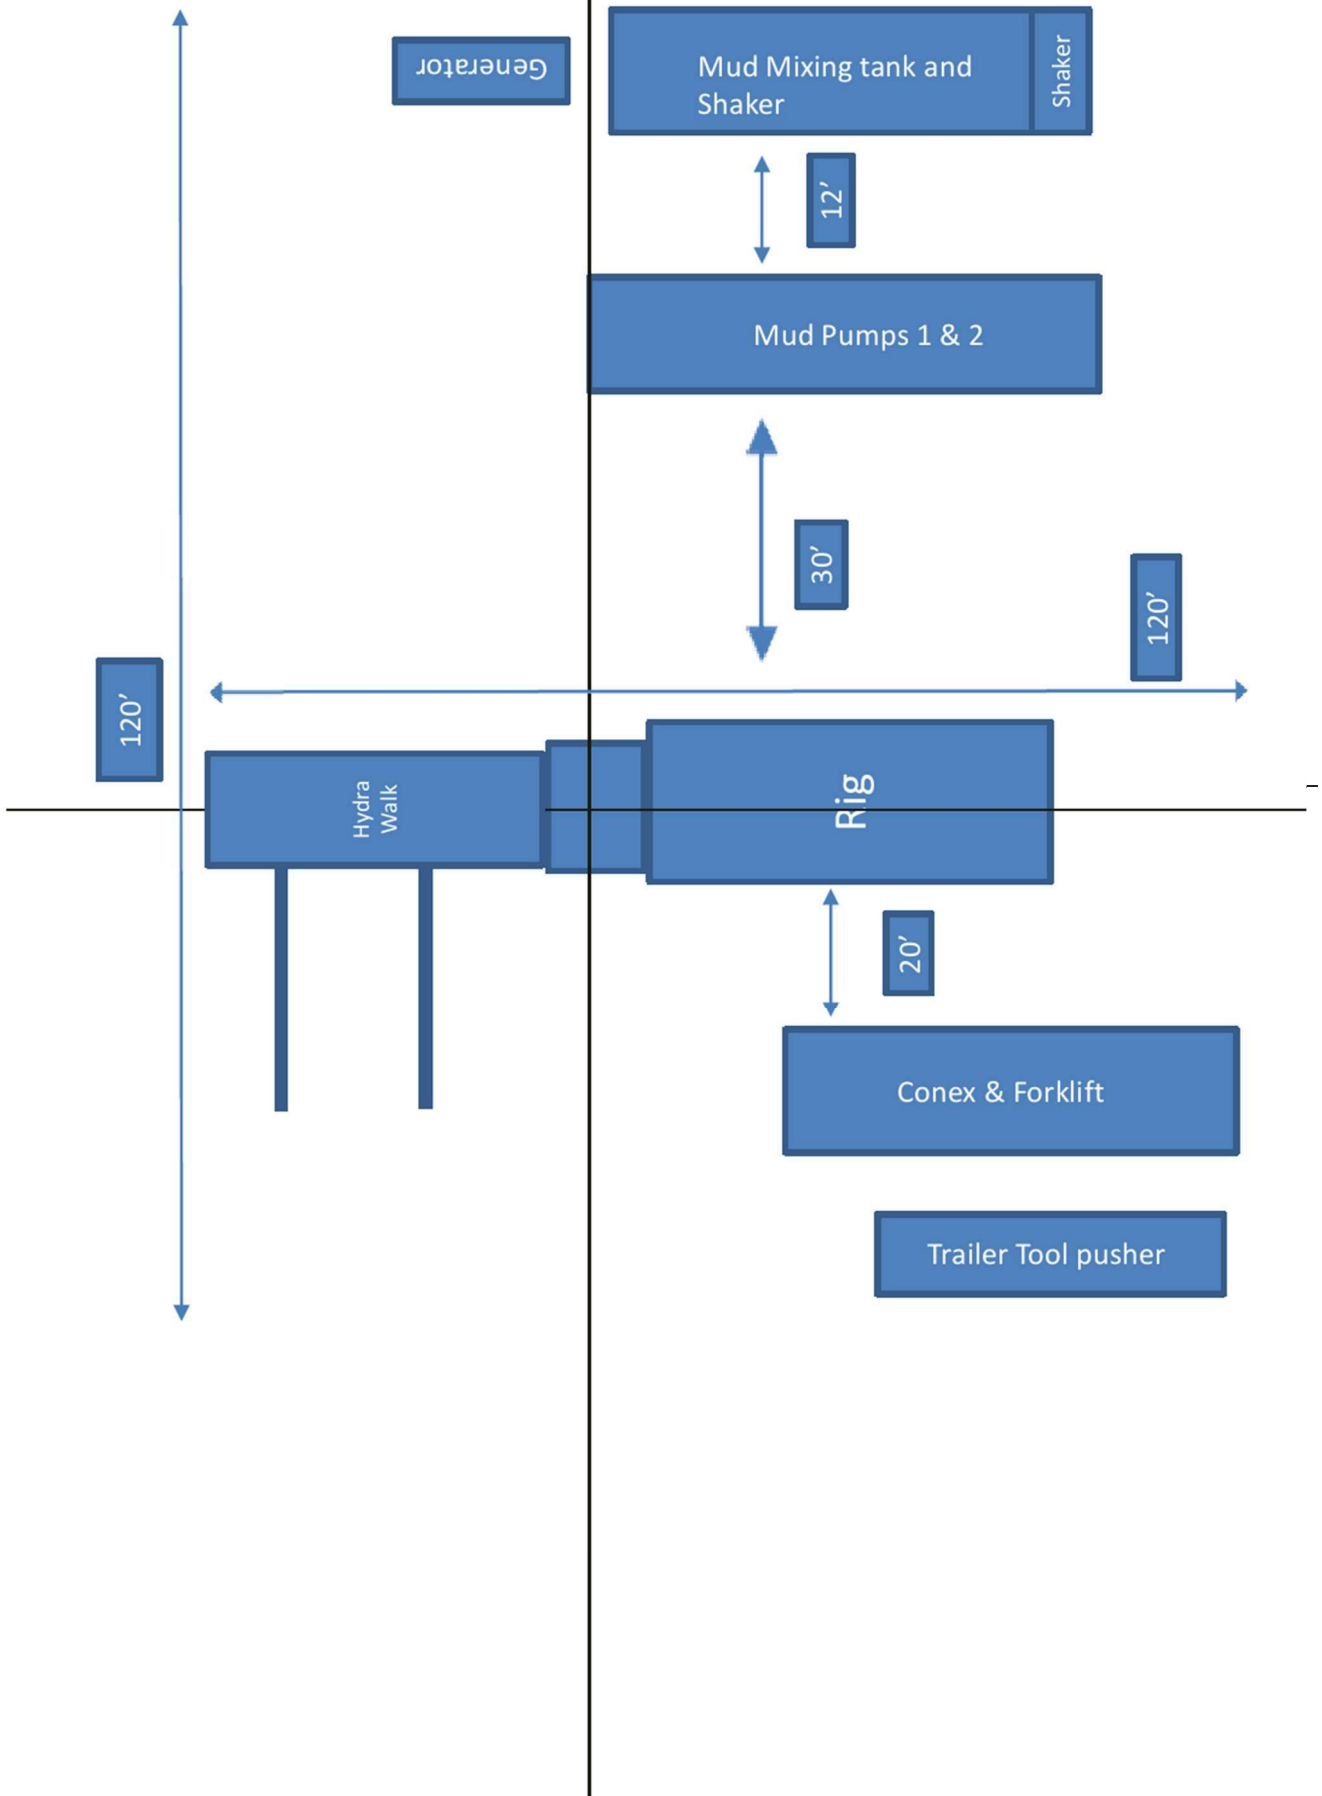 Generator
Mud Mixing tank and
Shaker
Shaker
12’
Mud Pumps 1 & 2
30’
120’
120’
Hydra
Walk
Rig
20’
Conex & Forklift
Trailer Tool pusher